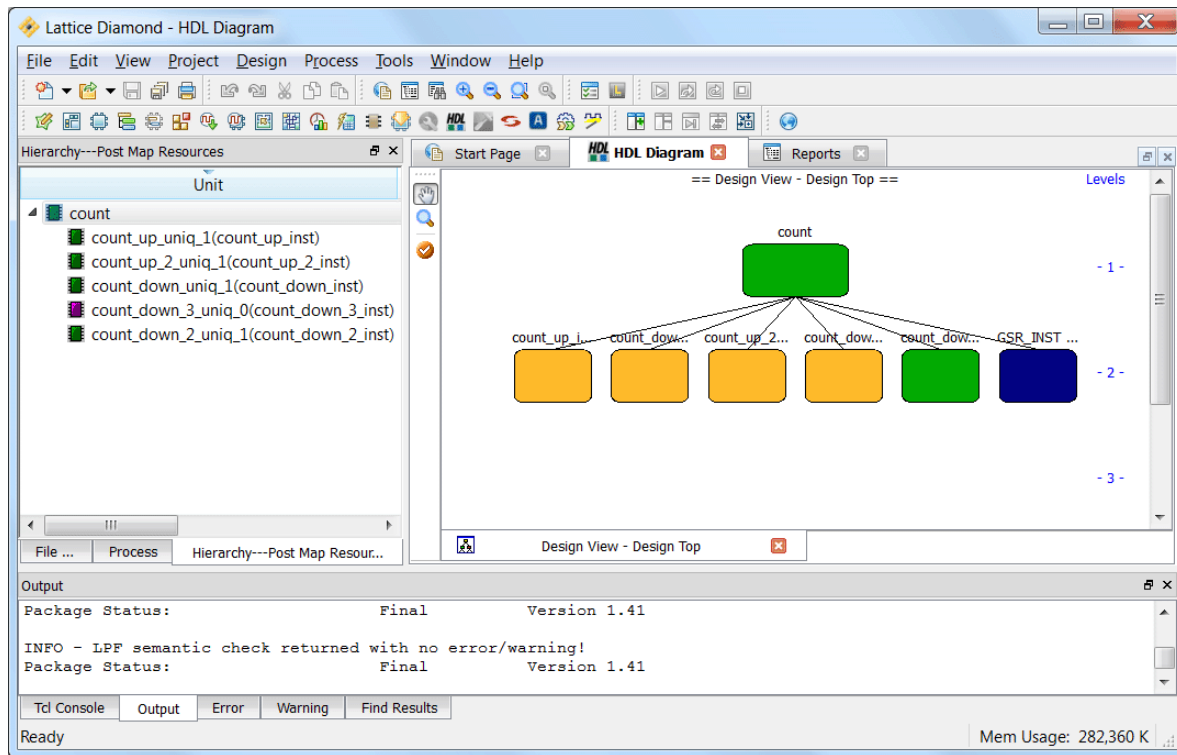 Lattice Diamond - HDL Diagram
File Edit View Project Design Process Tools Window Help
Hierarchy---Post Map Resources
Start Page
HDL HDL Diagram
Reports
Unit
count
count_up_uniq_1(count_up_inst)
count_up_2_uniq_1(count_up_2_inst)
count_down_uniq_1(count_down_inst)
count_down_3_uniq_0(count_down_3_inst)
count_down_2_uniq_1(count_down_2_inst)
== Design View - Design Top ==
Levels
count
- 1 -
count_up_i... count_dow... count_up_2... count_dow... count_dow... GSR_INST ...
- 2 -
- 3 -
File ... Process Hierarchy---Post Map Resour...
Design View - Design Top
Output
Package Status: Final Version 1.41
INFO - LPF semantic check returned with no error/warning!
Package Status: Final Version 1.41
Tcl Console Output Error Warning Find Results
Ready
Mem Usage: 282,360 K